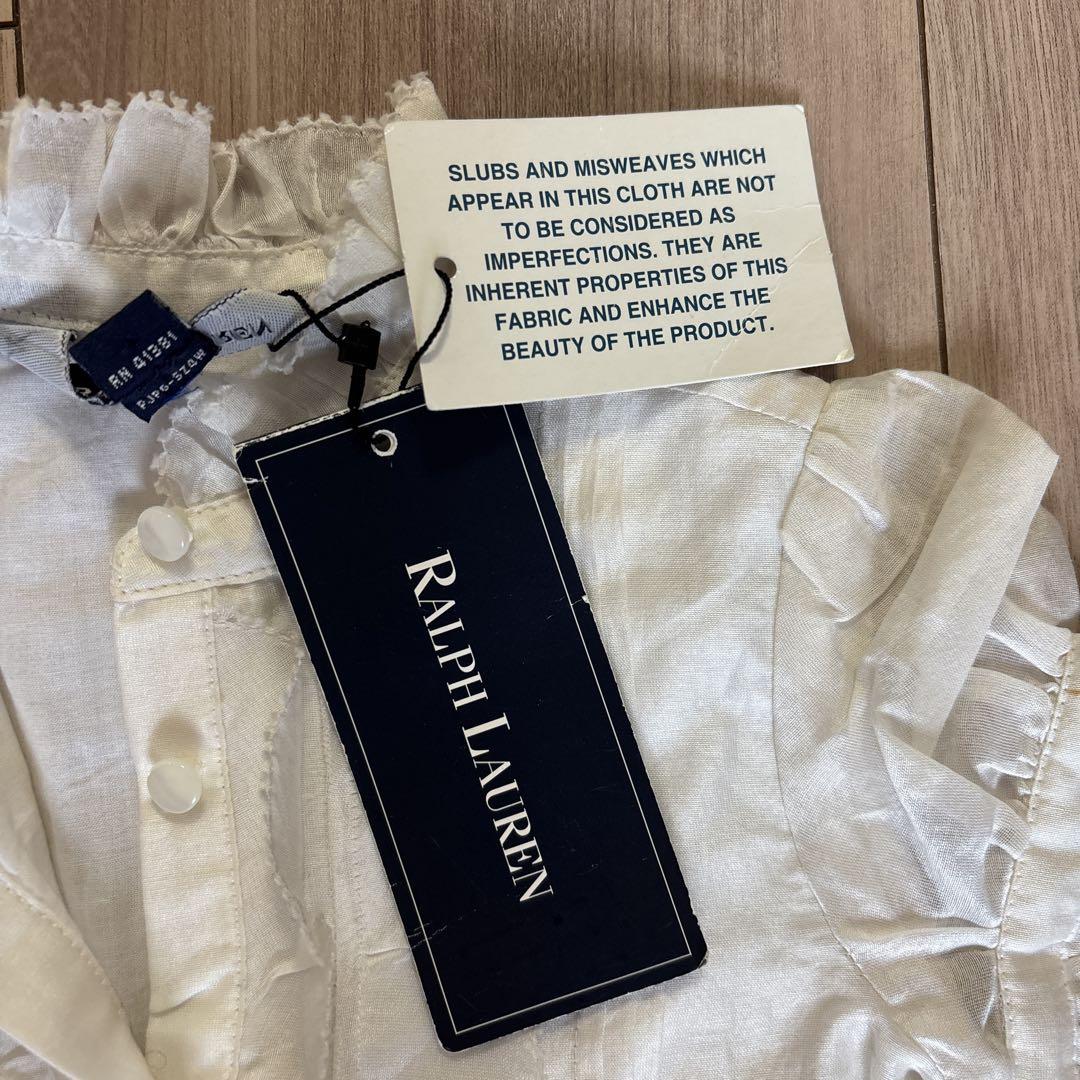 SLUBS AND MISWEAVES WHICH
APPEAR IN THIS CLOTH ARE NOT
TO BE CONSIDERED AS
IMPERFECTIONS. THEY ARE
INHERENT PROPERTIES OF THIS
FABRIC AND ENHANCE THE
BEAUTY OF THE PRODUCT.
RN 41381
RALPH LAUREN